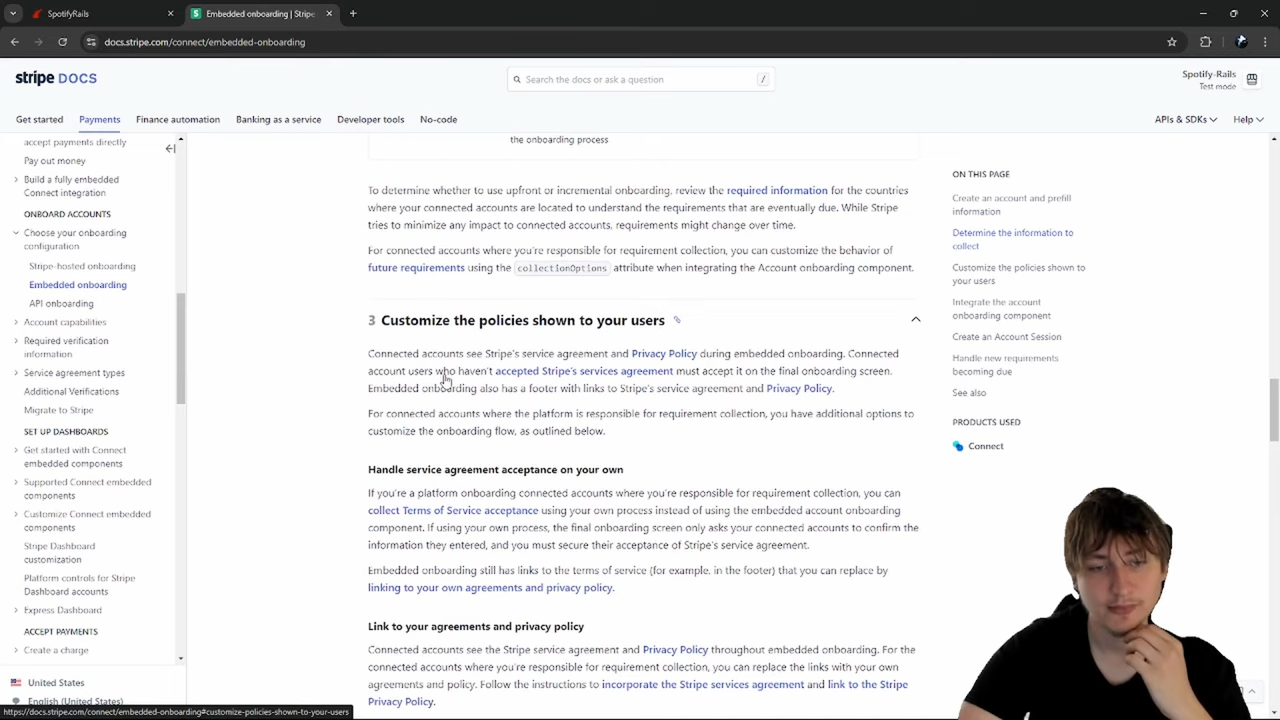 SpotifyRails
Embedded onboarding | Stripe
docs.stripe.com/connect/embedded-onboarding
stripe DOCS
Search the docs or ask a question
/
Spotify-Rails
Test mode
Get started
Payments
Finance automation
Banking as a service
Developer tools
No-code
APIs & SDKs
Help
accept payments directly
Pay out money
Build a fully embedded
Connect integration
ONBOARD ACCOUNTS
Choose your onboarding
configuration
Stripe-hosted onboarding
Embedded onboarding
API onboarding
Account capabilities
Required verification
information
Service agreement types
Additional Verifications
Migrate to Stripe
SET UP DASHBOARDS
Get started with Connect
embedded components
Supported Connect embedded
components
Customize Connect embedded
components
Stripe Dashboard
customization
Platform controls for Stripe
Dashboard accounts
Express Dashboard
ACCEPT PAYMENTS
Create a charge
United States
English (United States)
https://docs.stripe.com/connect/embedded-onboarding#customize-policies-shown-to-your-users
the onboarding process
To determine whether to use upfront or incremental onboarding, review the required information for the countries
where your connected accounts are located to understand the requirements that are eventually due. While Stripe
tries to minimize any impact to connected accounts, requirements might change over time.
For connected accounts where you're responsible for requirement collection, you can customize the behavior of
future requirements using the collectionOptions attribute when integrating the Account onboarding component.
3 Customize the policies shown to your users
Connected accounts see Stripe's service agreement and Privacy Policy during embedded onboarding. Connected
account users who haven't accepted Stripe's services agreement must accept it on the final onboarding screen.
Embedded onboarding also has a footer with links to Stripe's service agreement and Privacy Policy.
For connected accounts where the platform is responsible for requirement collection, you have additional options to
customize the onboarding flow, as outlined below.
Handle service agreement acceptance on your own
If you're a platform onboarding connected accounts where you're responsible for requirement collection, you can
collect Terms of Service acceptance using your own process instead of using the embedded account onboarding
component. If using your own process, the final onboarding screen only asks your connected accounts to confirm the
information they entered, and you must secure their acceptance of Stripe's service agreement.
Embedded onboarding still has links to the terms of service (for example, in the footer) that you can replace by
linking to your own agreements and privacy policy.
Link to your agreements and privacy policy
Connected accounts see the Stripe service agreement and Privacy Policy throughout embedded onboarding. For the
connected accounts where you're responsible for requirement collection, you can replace the links with your own
agreements and policy. Follow the instructions to incorporate the Stripe services agreement and link to the Stripe
Privacy Policy.
ON THIS PAGE
Create an account and prefill
information
Determine the information to
collect
Customize the policies shown to
your users
Integrate the account
onboarding component
Create an Account Session
Handle new requirements
becoming due
See also
PRODUCTS USED
Connect